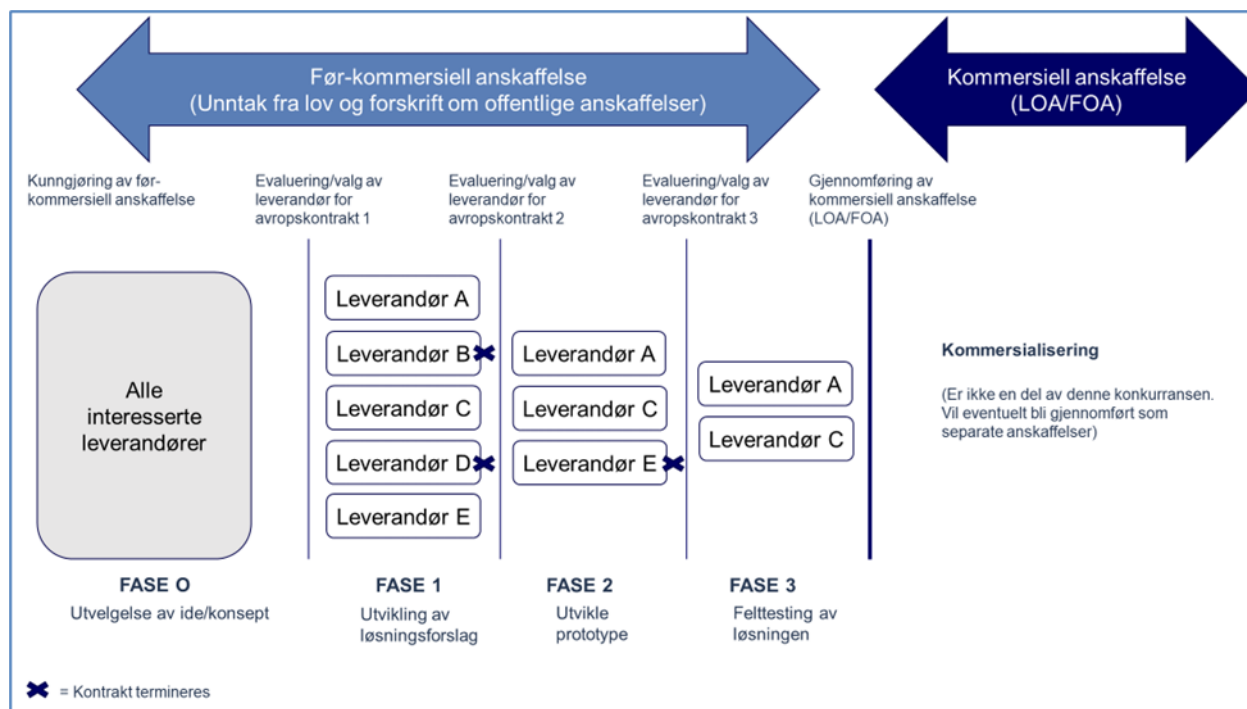 Før-kommersiell anskaffelse
(Unntak fra lov og forskrift om offentlige anskaffelser)
Kommersiell anskaffelse
(LOA/FOA)
Kunngjøring av før-
kommersiell anskaffelse
Evaluering/valg av
leverandør for
avropskontrakt 1
Evaluering/valg av
leverandør for
avropskontrakt 2
Evaluering/valg av
leverandør for
avropskontrakt 3
Gjennomføring av
kommersiell anskaffelse
(LOA/FOA)
Alle
interesserte
leverandører
Leverandør A
Leverandør B
Leverandør C
Leverandør D
Leverandør E
Leverandør A
Leverandør C
Leverandør E
Leverandør A
Leverandør C
Kommersialisering
(Er ikke en del av denne konkurransen.
Vil eventuelt bli gjennomført som
separate anskaffelser)
FASE O
Utvelgelse av ide/konsept
FASE 1
Utvikling av
løsningsforslag
FASE 2
Utvikle
prototype
FASE 3
Felttesting av
løsningen
= Kontrakt termineres